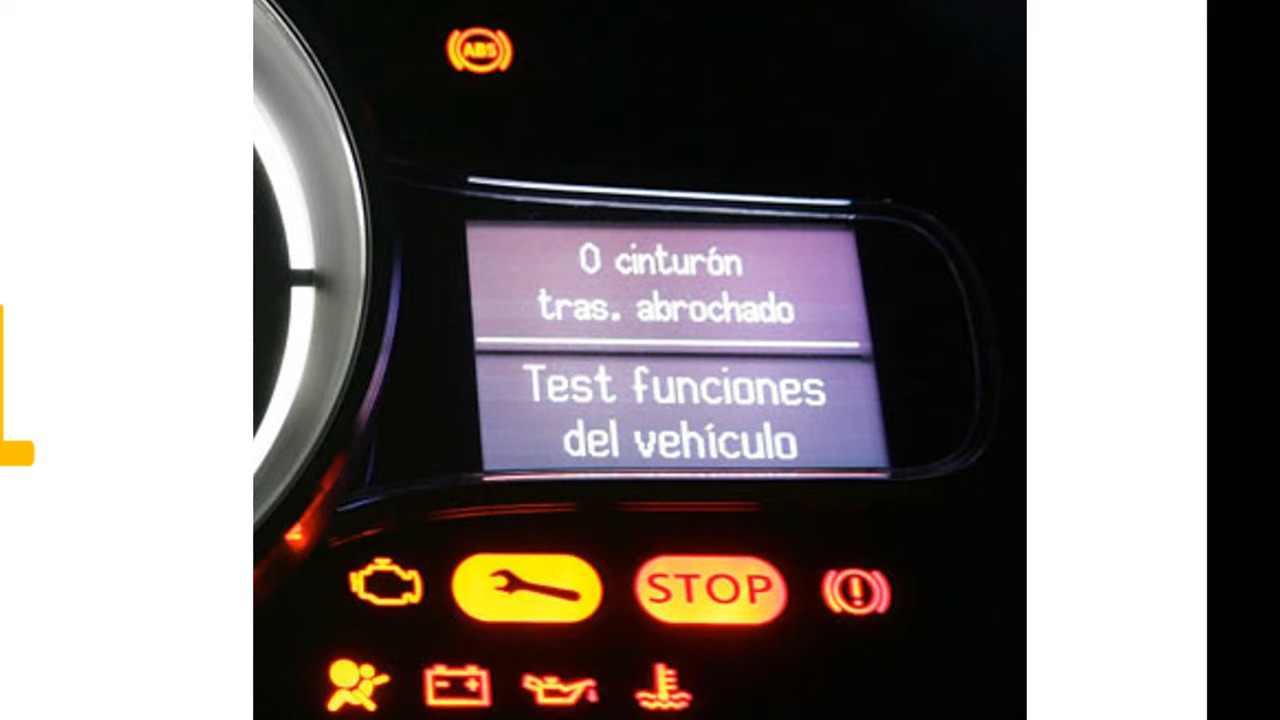 ABS
0 cinturón
tras. abrochado
Test funciones
del vehículo
STOP